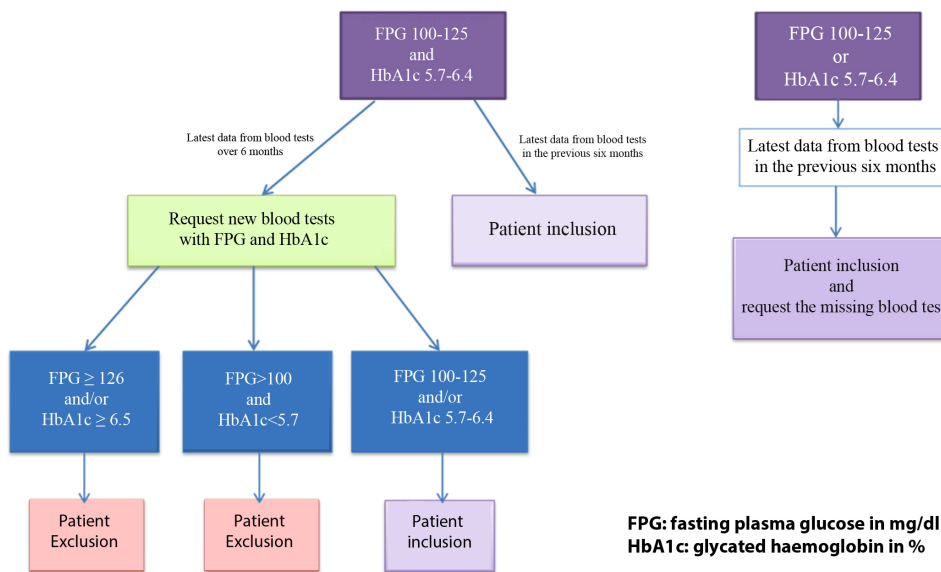 FPG 100-125
and
HbA1c 5.7-6.4
Latest data from blood tests
over 6 months
Latest data from blood tests
in the previous six months
Request new blood tests
with FPG and HbA1c
Patient inclusion
FPG ≥ 126
and/or
HbA1c ≥ 6.5
FPG>100
and
HbA1c<5.7
FPG 100-125
and/or
HbA1c 5.7-6.4
Patient
Exclusion
Patient
Exclusion
Patient
inclusion
FPG 100-125
or
HbA1c 5.7-6.4
Latest data from blood tests
in the previous six months
Patient inclusion
and
request the missing blood test
FPG: fasting plasma glucose in mg/dl
HbA1c: glycated haemoglobin in %